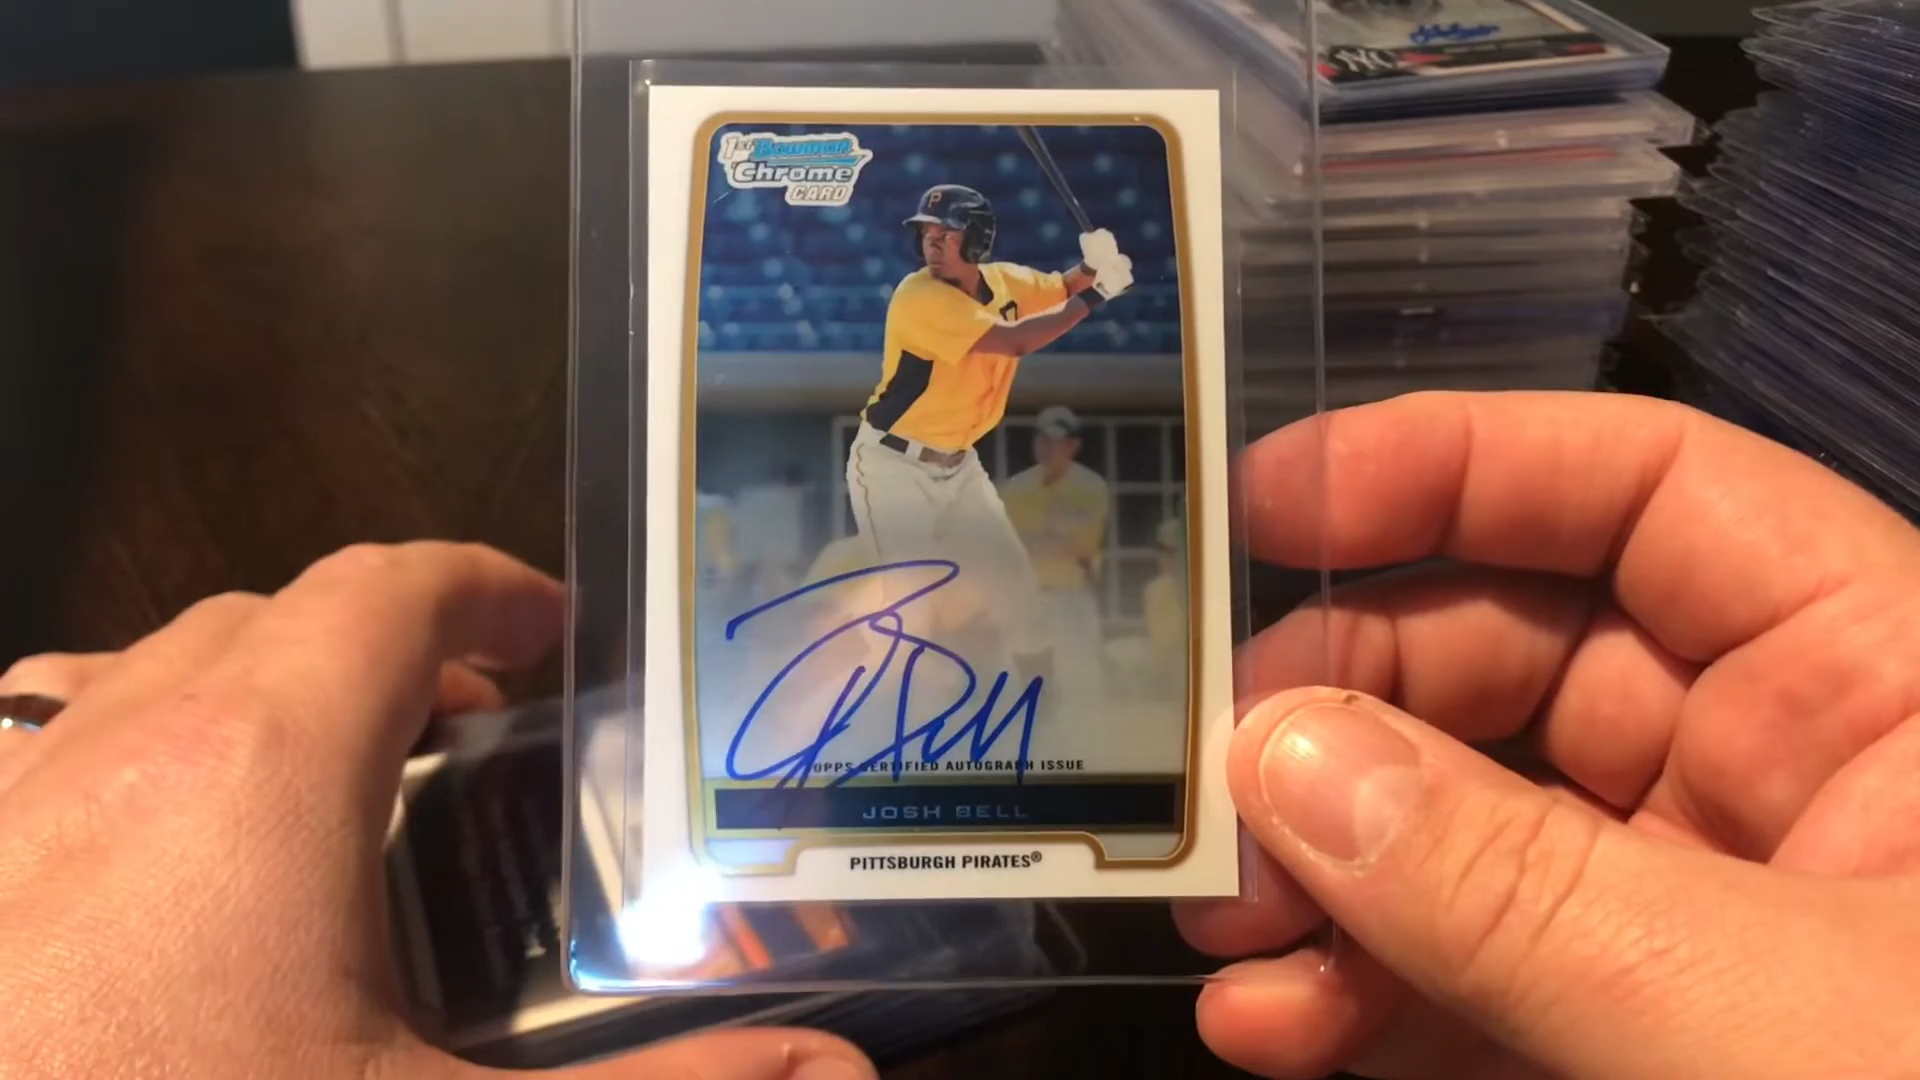 1st Bowman
Chrome
CARD
P
TOPPS CERTIFIED AUTOGRAPH ISSUE
JOSH BELL
PITTSBURGH PIRATES®